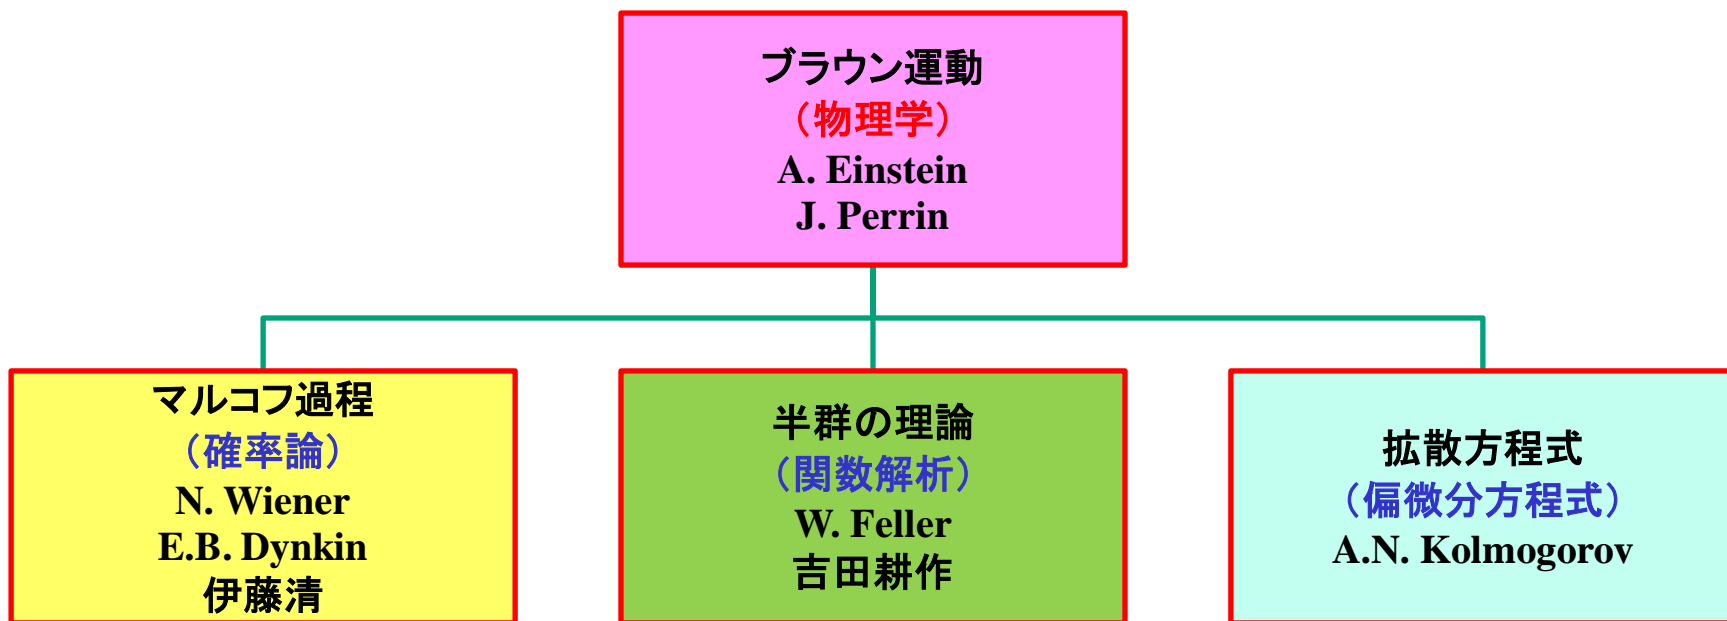 ブラウン運動
（物理学）
A. Einstein
J. Perrin
マルコフ過程
（確率論）
N. Wiener
E.B. Dynkin
伊藤清
半群の理論
（関数解析）
W. Feller
吉田耕作
拡散方程式
（偏微分方程式）
A.N. Kolmogorov